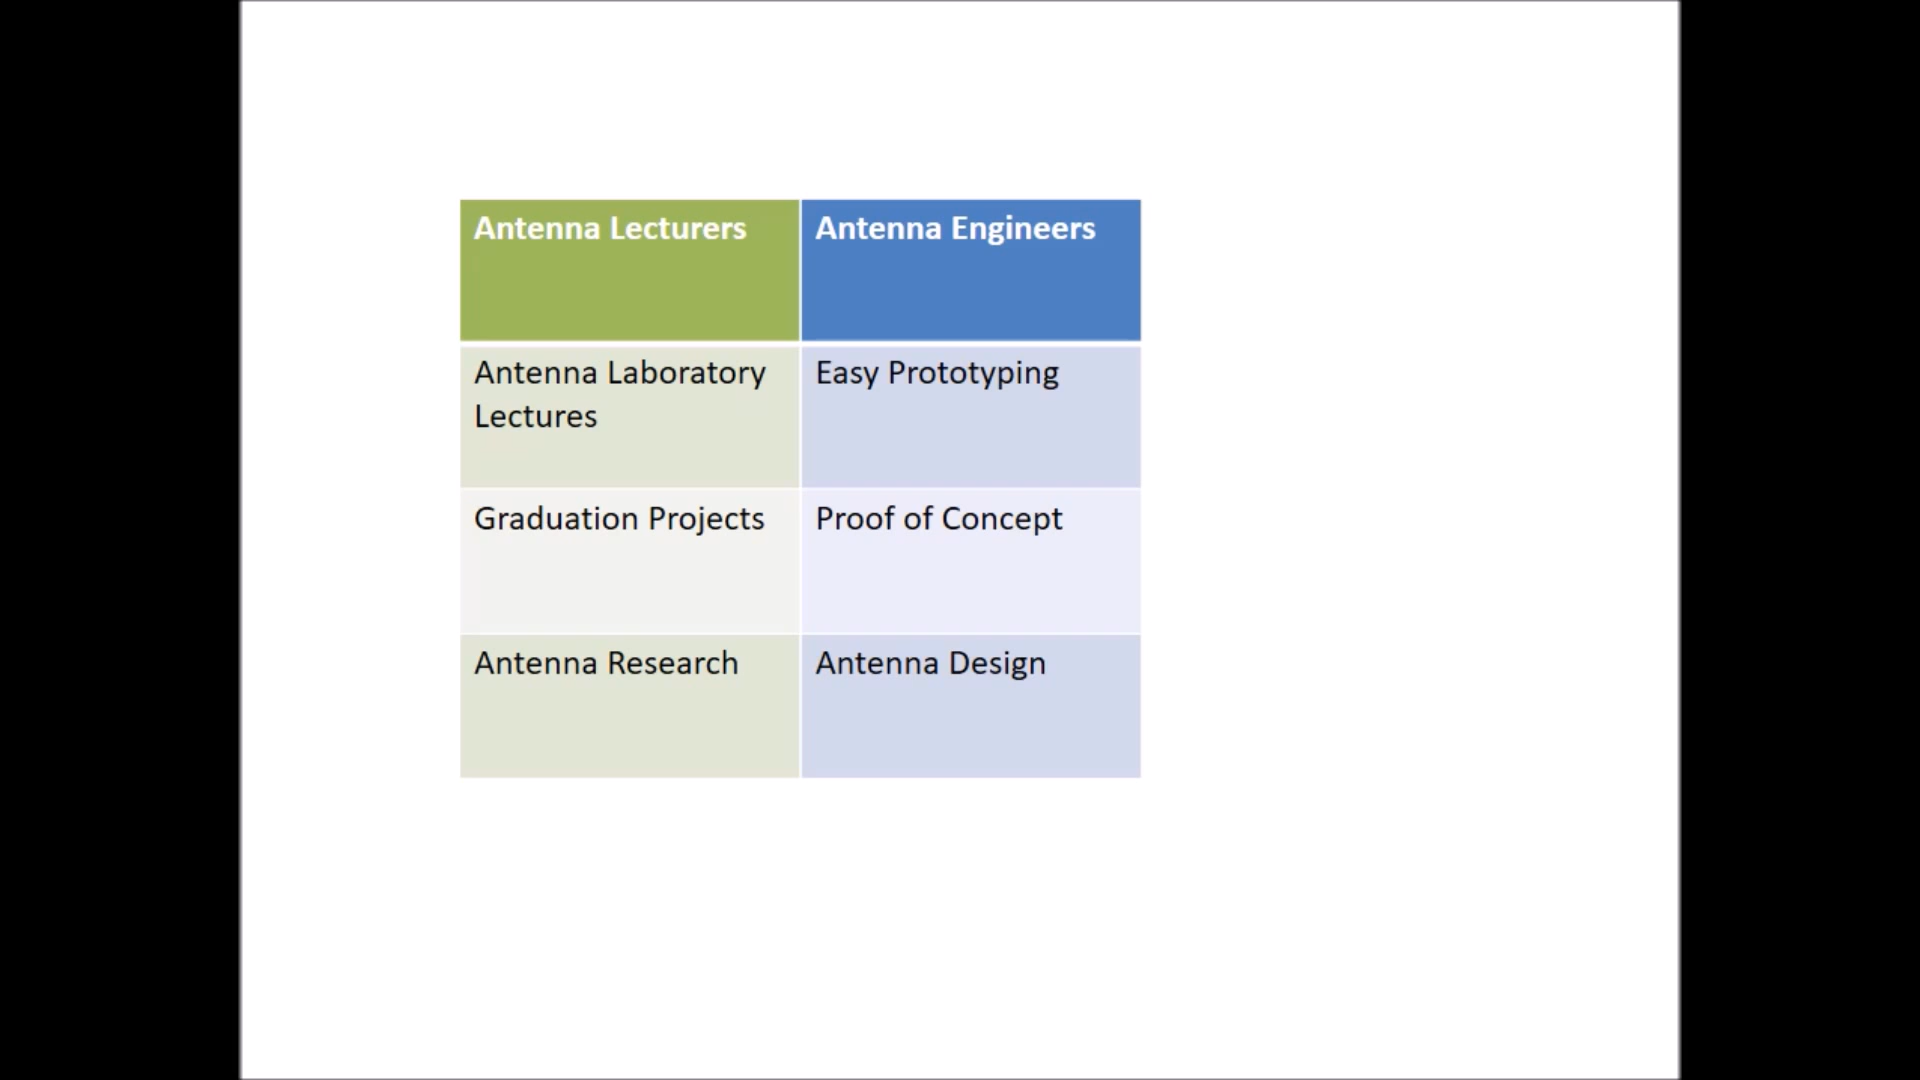 Antenna Lecturers
Antenna Engineers
Antenna Laboratory
Lectures
Easy Prototyping
Graduation Projects
Proof of Concept
Antenna Research
Antenna Design